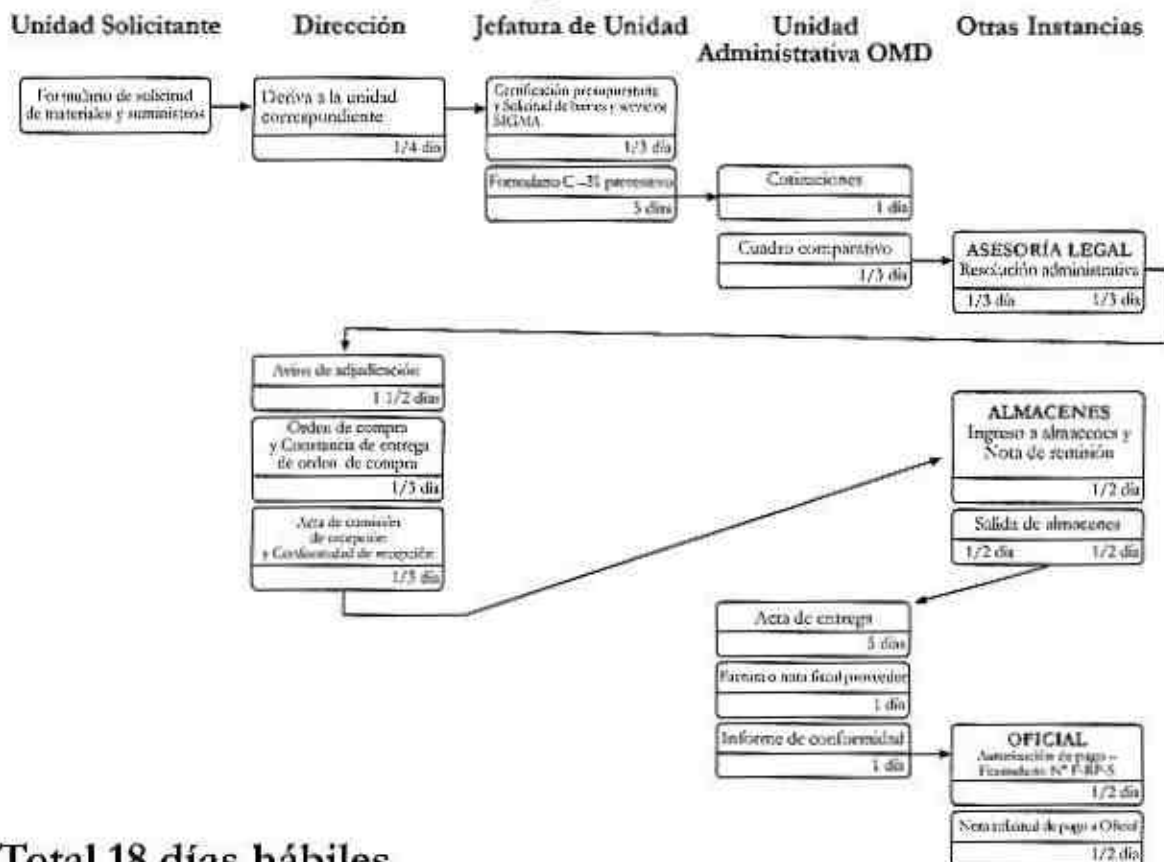 Unidad Solicitante
Dirección
Jefatura de Unidad
Unidad
Administrativa OMD
Otras Instancias
Formulario de solicitud
de materiales y suministros
Deriva a la unidad
correspondiente
1/4 día
Certificación presupuestaria
y Solicitud de bienes y servicios
SIGMA
1/3 día
Formulario C-31 preventivo
5 días
Cotizaciones
1 día
Cuadro comparativo
1/3 día
ASESORÍA LEGAL
Resolución administrativa
1/3 día 1/3 día
Aviso de adjudicación
1 1/2 días
Orden de compra
y Constancia de entrega
de orden de compra
1/3 día
Acta de comisión
de recepción
y Conformidad de recepción
1/3 día
ALMACENES
Ingreso a almacenes y
Nota de remisión
1/2 día
Salida de almacenes
1/2 día 1/2 día
Acta de entrega
5 días
Factura o nota fiscal proveedor
1 día
Informe de conformidad
1 día
OFICIAL
Autorización de pago –
Formulario N°
1/2 día
Nota solicitud de pago a Oficial
1/2 día
Total 18 días hábiles